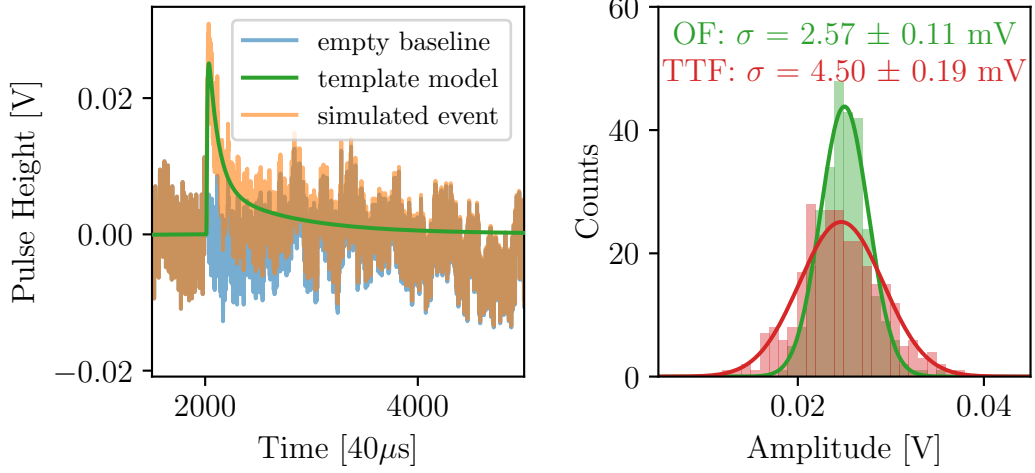 Pulse Height [V]
0.02
0.00
−0.02
2000
4000
Time [40μs]
empty baseline
template model
simulated event
Counts
60
40
20
0
OF: σ = 2.57 ± 0.11 mV
TTF: σ = 4.50 ± 0.19 mV
0.02
0.04
Amplitude [V]